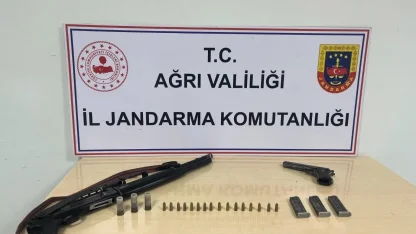 T.C.
AĞRI VALİLİĞİ
İL JANDARMA KOMUTANLIĞI